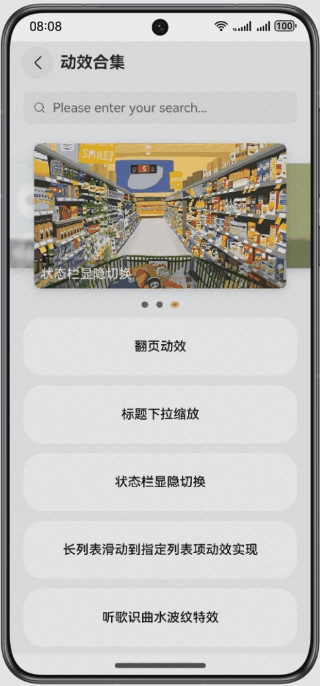 08:08
100
动效合集
Please enter your search...
SMILE!
状态栏显隐切换
翻页动效
标题下拉缩放
状态栏显隐切换
长列表滑动到指定列表项动效实现
听歌识曲水波纹特效